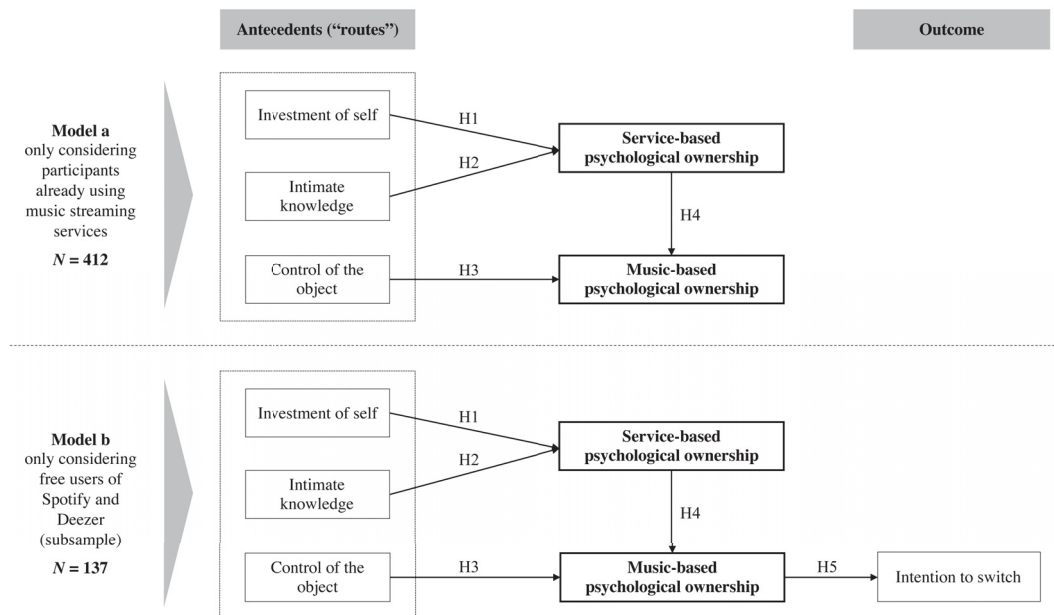 Antecedents (“routes”)
Outcome
Model a
only considering
participants
already using
music streaming
services
N = 412
Investment of self
Intimate
knowledge
Control of the
object
H1
H2
H3
Service-based
psychological ownership
H4
Music-based
psychological ownership
Model b
only considering
free users of
Spotify and
Deezer
(subsample)
N = 137
Investment of self
Intimate
knowledge
Control of the
object
H1
H2
H3
Service-based
psychological ownership
H4
Music-based
psychological ownership
H5
Intention to switch